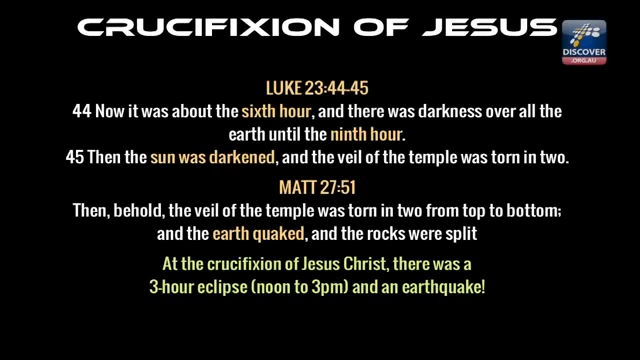 CRUCIFIXION OF JESUS
DISCOVER
.ORG.AU
LUKE 23:44-45
44 Now it was about the sixth hour, and there was darkness over all the
earth until the ninth hour.
45 Then the sun was darkened, and the veil of the temple was torn in two.
MATT 27:51
Then, behold, the veil of the temple was torn in two from top to bottom;
and the earth quaked, and the rocks were split
At the crucifixion of Jesus Christ, there was a
3-hour eclipse (noon to 3pm) and an earthquake!